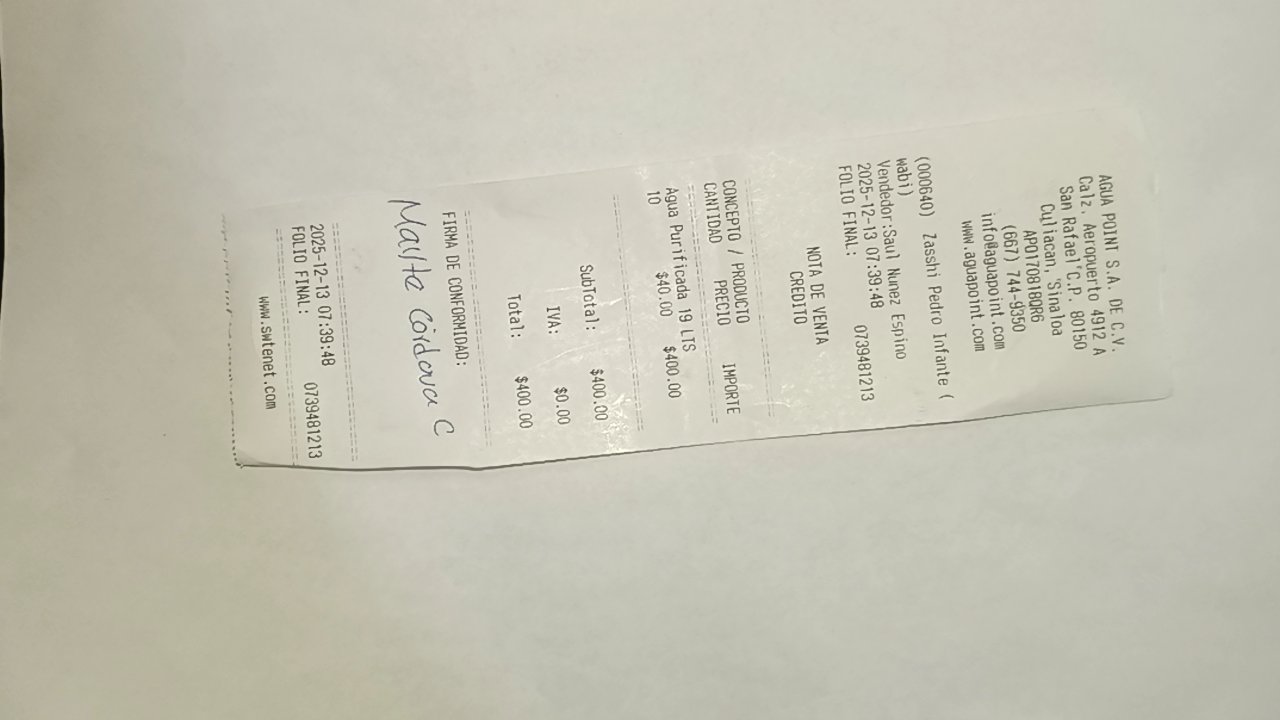 AGUA POINT S.A. DE C.V.
Calz. Aeropuerto 4912 A
San Rafael C.P. 80150
Culiacan, Sinaloa
APO170818QR6
(667) 744-9350
info@aguapoint.com
www.aguapoint.com
(000640) Zasshi Pedro Infante (
wabi)
Vendedor:Saul Nunez Espino
2025-12-13 07:39:48
FOLIO FINAL: 0739481213
NOTA DE VENTA
CREDITO
CONCEPTO / PRODUCTO
CANTIDAD PRECIO IMPORTE
Agua Purificada 19 LTS
10 $40.00 $400.00
SubTotal: $400.00
IVA: $0.00
Total: $400.00
FIRMA DE CONFORMIDAD:
Marta Córdova C
2025-12-13 07:39:48
FOLIO FINAL: 0739481213
www.swtenet.com